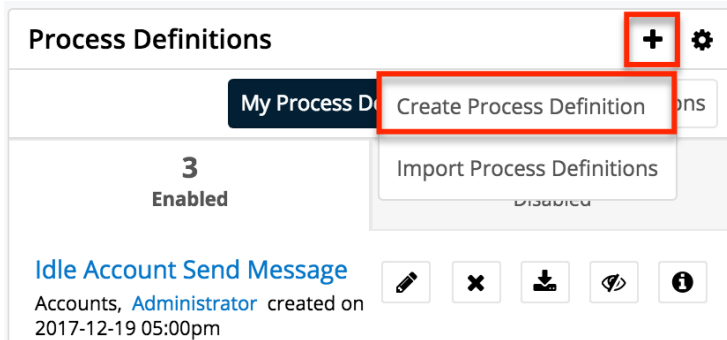 Process Definitions
My Process D
ons
Create Process Definition
Import Process Definitions
3
Enabled
Disabled
Idle Account Send Message
Accounts, Administrator created on
2017-12-19 05:00pm